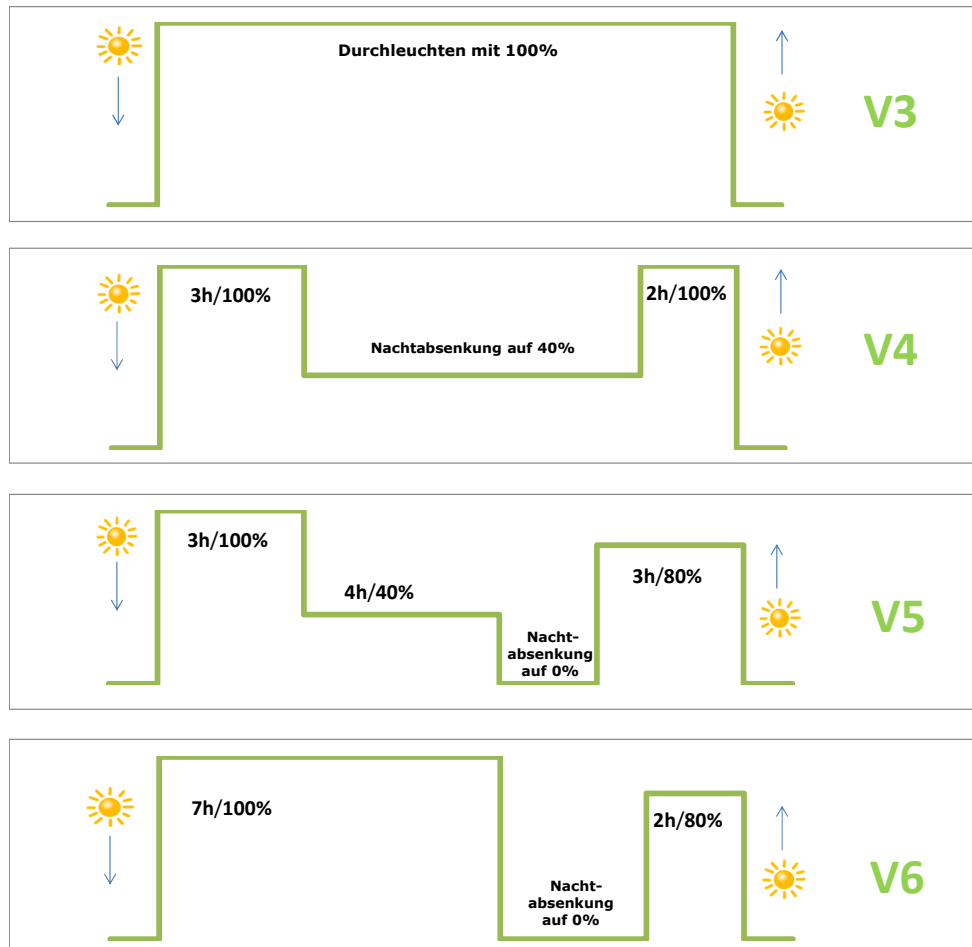 Durchleuchten mit 100%
V3
3h/100%
2h/100%
Nachtabsenkung auf 40%
V4
3h/100%
4h/40%
3h/80%
Nacht-
absenkung
auf 0%
V5
7h/100%
2h/80%
Nacht-
absenkung
auf 0%
V6